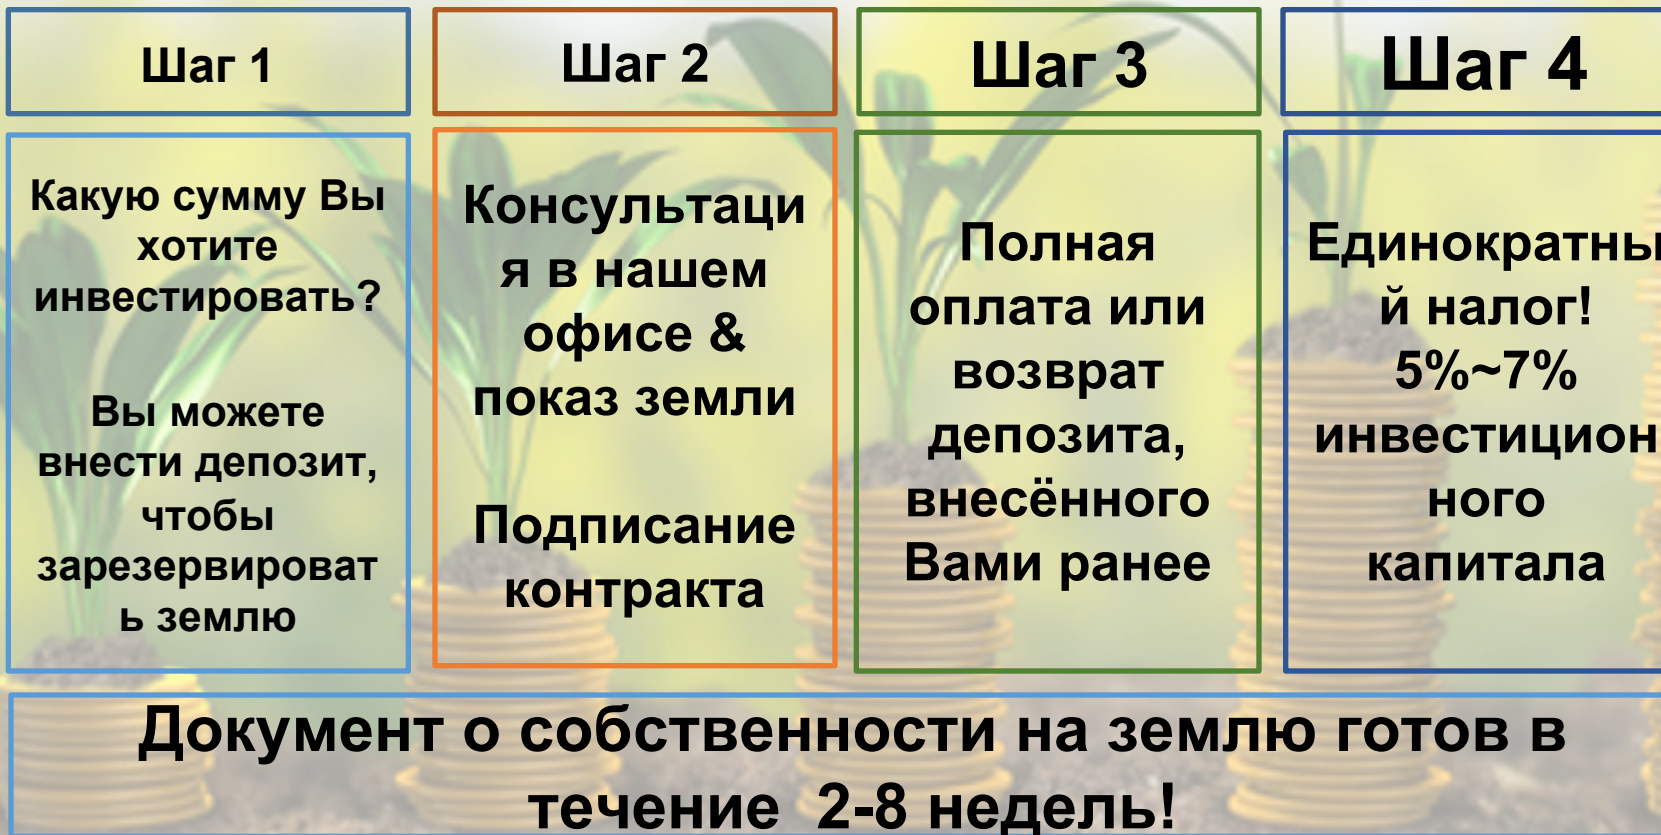 Шаг 1
Какую сумму Вы
хотите
инвестировать?
Вы можете
внести депозит,
чтобы
зарезервироват
ь землю
Шаг 2
Консультаци
я в нашем
офисе &
показ земли
Подписание
контракта
Шаг 3
Полная
оплата или
возврат
депозита,
внесённого
Вами ранее
Шаг 4
Единократны
й налог!
5%~7%
инвестицион
ного
капитала
Документ о собственности на землю готов в
течение 2-8 недель!